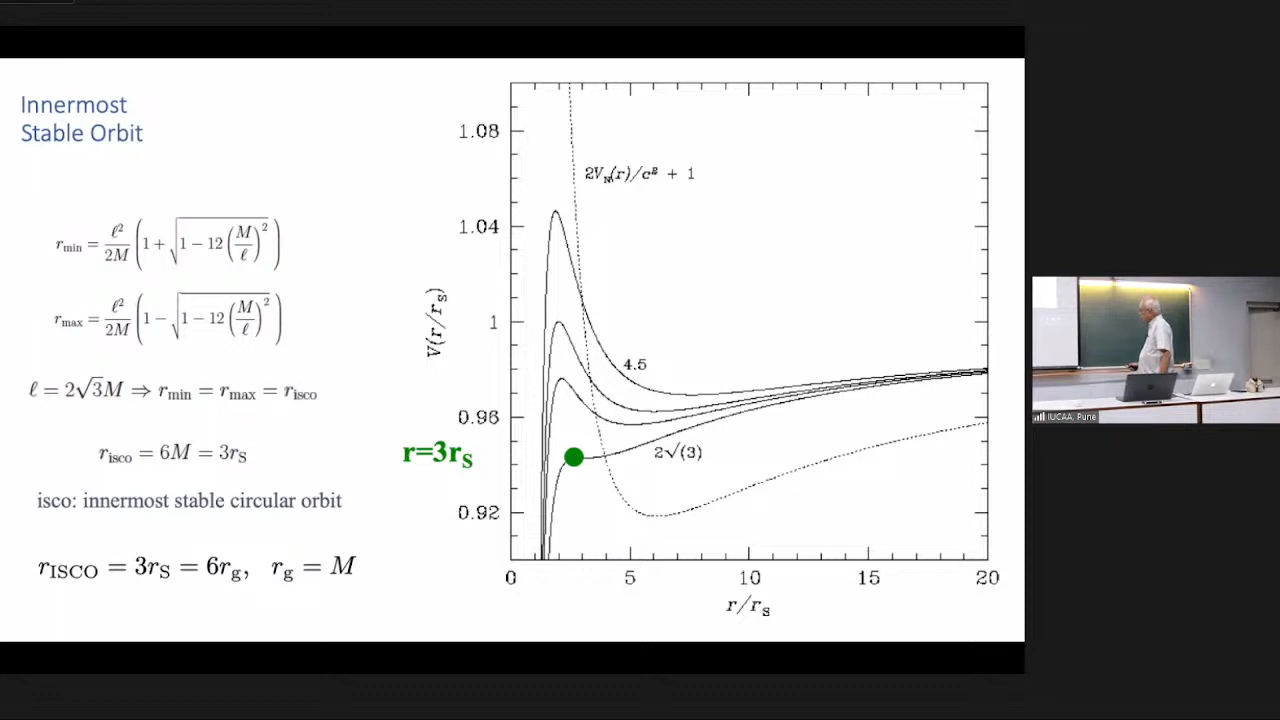 Innermost
Stable Orbit
r_min = ℓ²/2M (1 + √(1 − 12 (M/ℓ)²))
r_max = ℓ²/2M (1 − √(1 − 12 (M/ℓ)²))
ℓ = 2√3M ⇒ r_min = r_max = r_isco
r_isco = 6M = 3r_S
isco: innermost stable circular orbit
r_ISCO = 3r_S = 6r_g, r_g = M
r=3r_S
V(r/r_S)
1.08
1.04
1
0.96
0.92
2V_N(r)/c² + 1
4.5
2√(3)
0
5
10
15
20
r/r_S
IUCAA, Pune